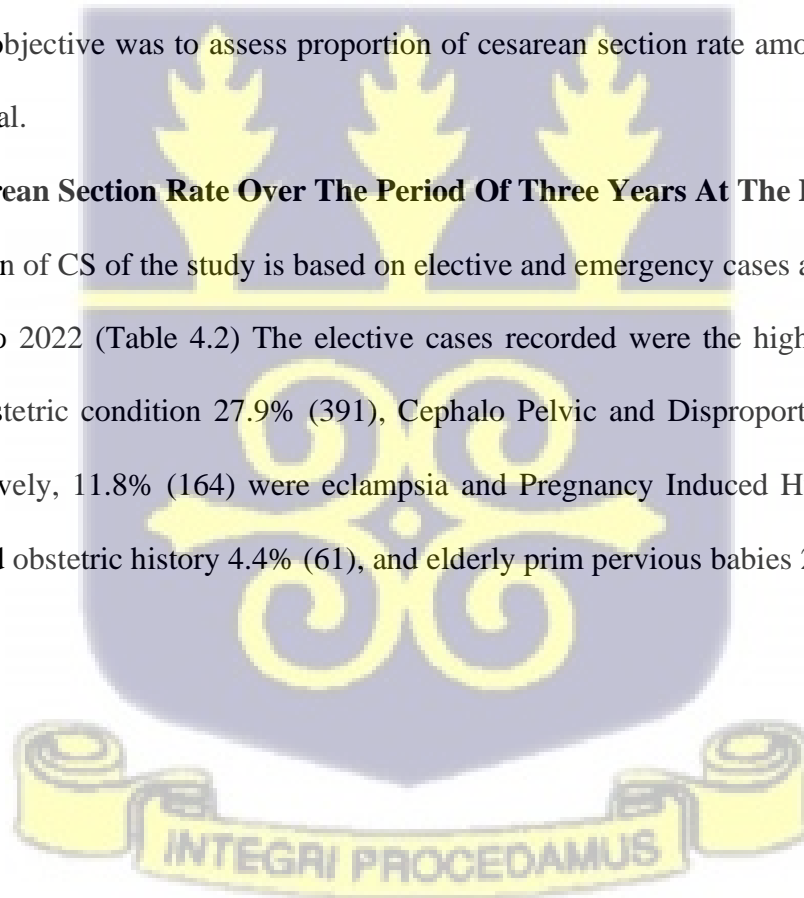 objective was to assess proportion of cesarean section rate amo
al.
rean Section Rate Over The Period Of Three Years At The
n of CS of the study is based on elective and emergency cases a
o 2022 (Table 4.2) The elective cases recorded were the high
stetric condition 27.9% (391), Cephalo Pelvic and Disproport
vely, 11.8% (164) were eclampsia and Pregnancy Induced H
d obstetric history 4.4% (61), and elderly prim pervious babies 2
INTEGRI PROCEDAMUS